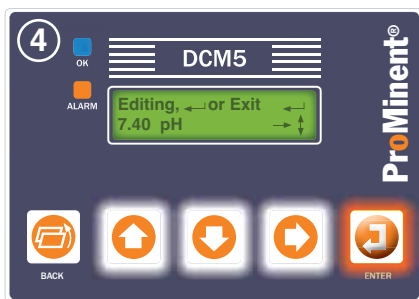 4
OK
DCM5
ALARM
Editing, ↵ or Exit ↵
7.40 pH → ↕
ProMinent®
BACK
ENTER